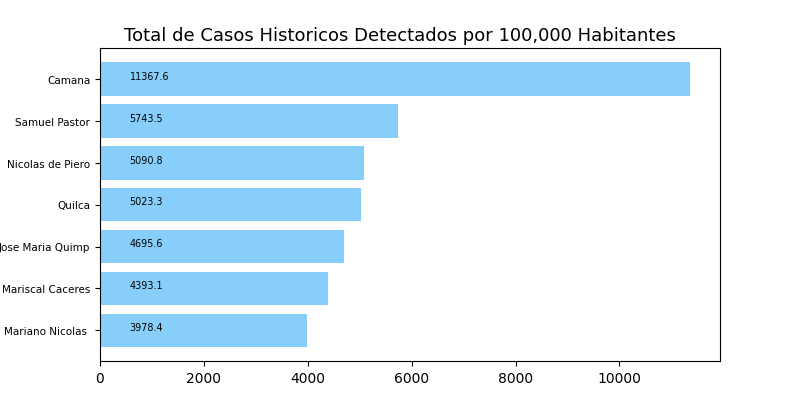 Total de Casos Historicos Detectados por 100,000 Habitantes
Camana 11367.6
Samuel Pastor 5743.5
Nicolas de Piero 5090.8
Quilca 5023.3
Jose Maria Quimp 4695.6
Mariscal Caceres 4393.1
Mariano Nicolas 3978.4
0 2000 4000 6000 8000 10000